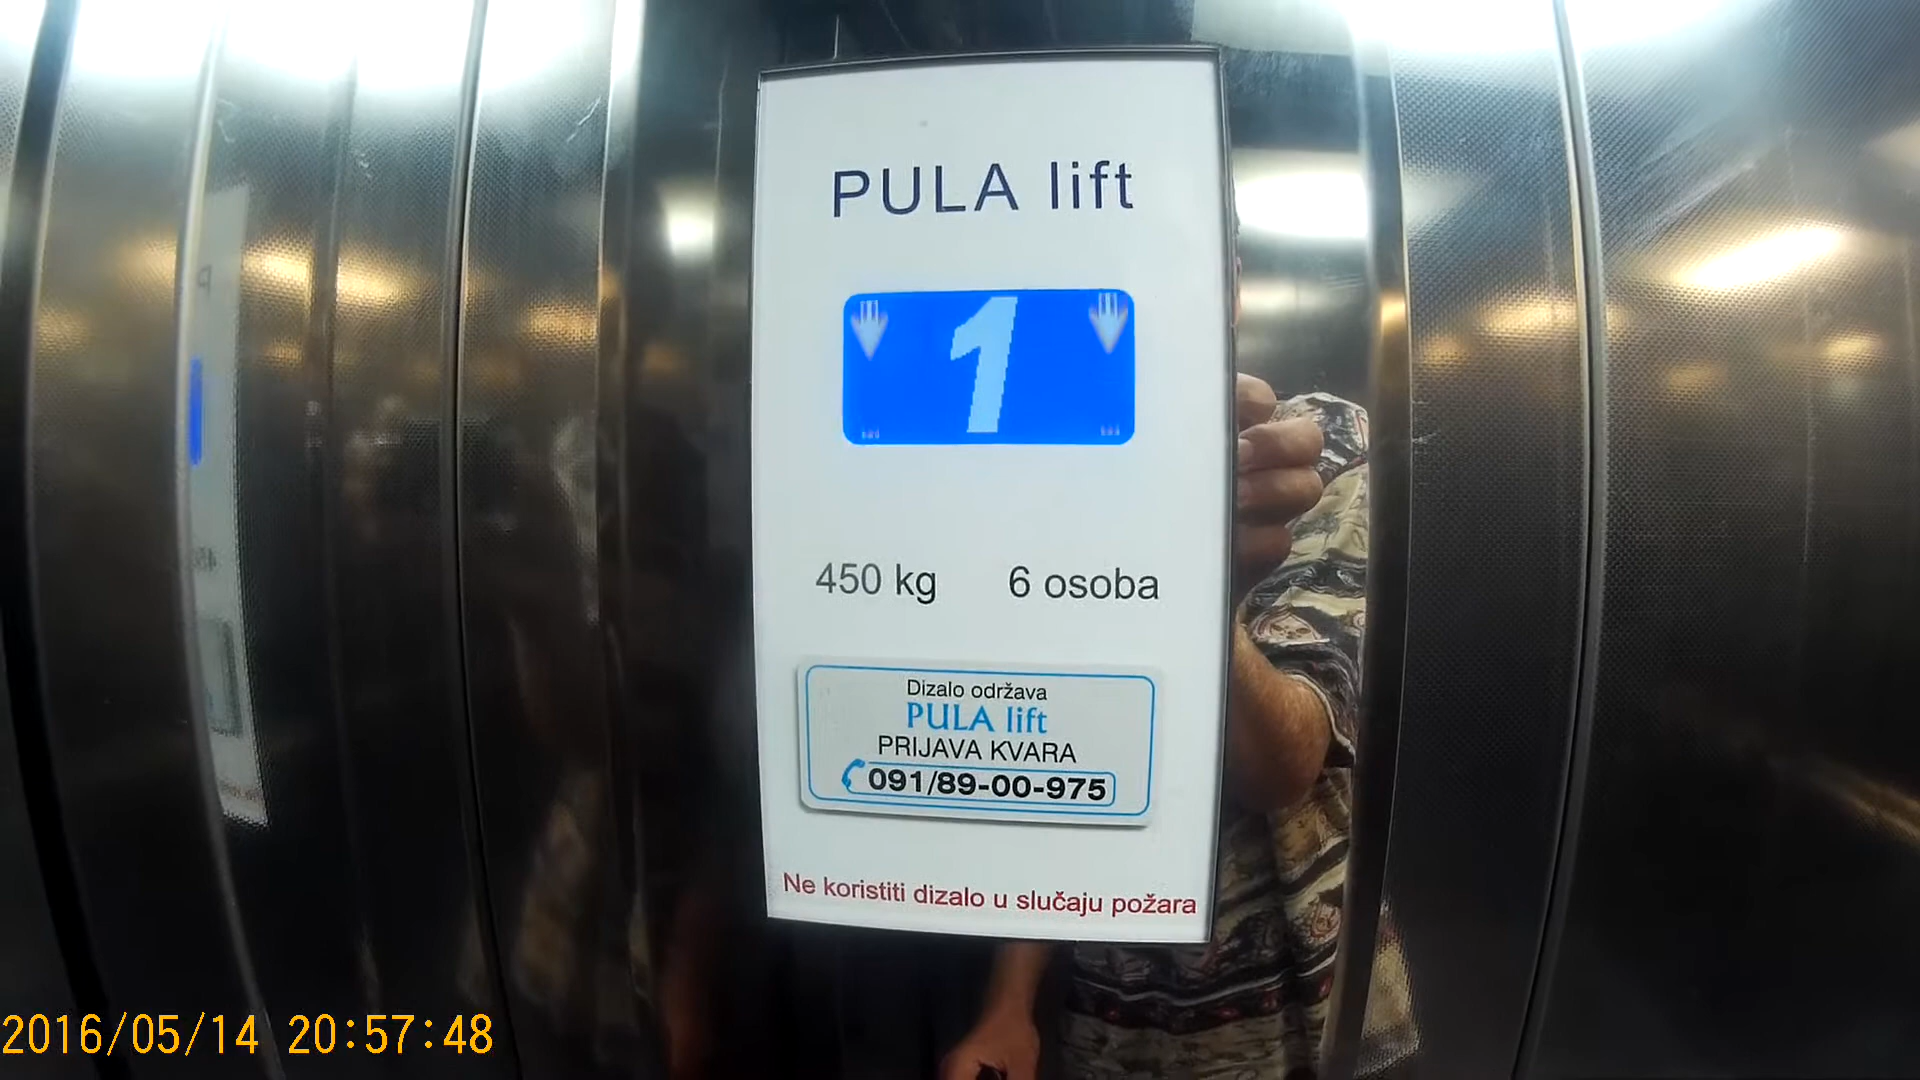 PULA lift
1
450 kg 6 osoba
Dizalo održava
PULA lift
PRIJAVA KVARA
091/89-00-975
Ne koristiti dizalo u slučaju požara
2016/05/14 20:57:48